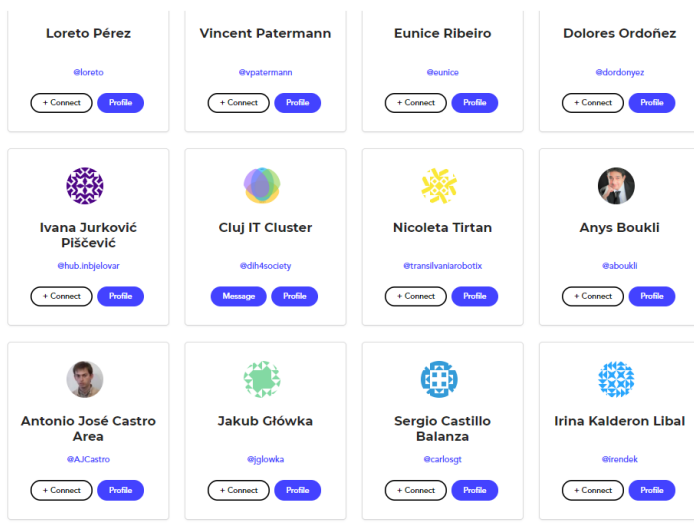 Loreto Pérez
Vincent Patermann
Eunice Ribeiro
Dolores Ordoñez
@loreto
@vpatermann
@eunice
@dordonyez
+ Connect Profile
+ Connect Profile
+ Connect Profile
+ Connect Profile
Ivana Jurković
Piščević
Cluj IT Cluster
Nicoleta Tirtan
Anys Boukli
@hub.inbjelovar
@dih4society
@transilvaniarobotix
@aboukli
+ Connect Profile
Message Profile
+ Connect Profile
+ Connect Profile
Antonio José Castro
Area
Jakub Główka
Sergio Castillo
Balanza
Irina Kalderon Libal
@AJCastro
@jglowka
@carlosgt
@irendek
+ Connect Profile
+ Connect Profile
+ Connect Profile
+ Connect Profile